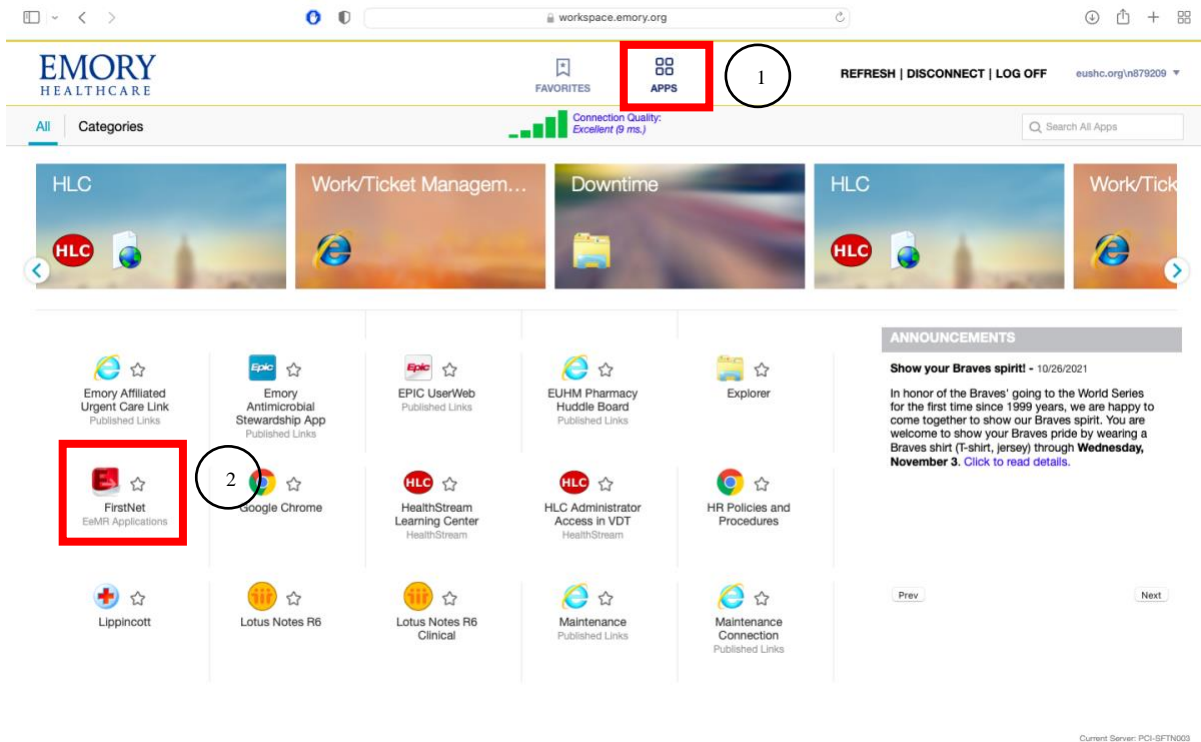 workspace.emory.org
EMORY
HEALTHCARE
FAVORITES
APPS
1
REFRESH | DISCONNECT | LOG OFF
eushc.org\n879209
All
Categories
Connection Quality:
Excellent (9 ms.)
Search All Apps
HLC
HLC
Work/Ticket Managem...
Downtime
HLC
HLC
Work/Tick
Epic
Epic
Emory Affiliated
Urgent Care Link
Published Links
Emory
Antimicrobial
Stewardship App
Published Links
EPIC UserWeb
Published Links
EUHM Pharmacy
Huddle Board
Published Links
Explorer
FirstNet
EeMR Applications
2
Google Chrome
HLC
HealthStream
Learning Center
HealthStream
HLC
HLC Administrator
Access in VDT
HealthStream
HR Policies and
Procedures
Lippincott
Lotus Notes R6
Lotus Notes R6
Clinical
Maintenance
Published Links
Maintenance
Connection
Published Links
ANNOUNCEMENTS
Show your Braves spirit! - 10/26/2021
In honor of the Braves' going to the World Series
for the first time since 1999 years, we are happy to
come together to show our Braves spirit. You are
welcome to show your Braves pride by wearing a
Braves shirt (T-shirt, jersey) through Wednesday,
November 3. Click to read details.
Prev
Next
Current Server: PCI-SFTN003